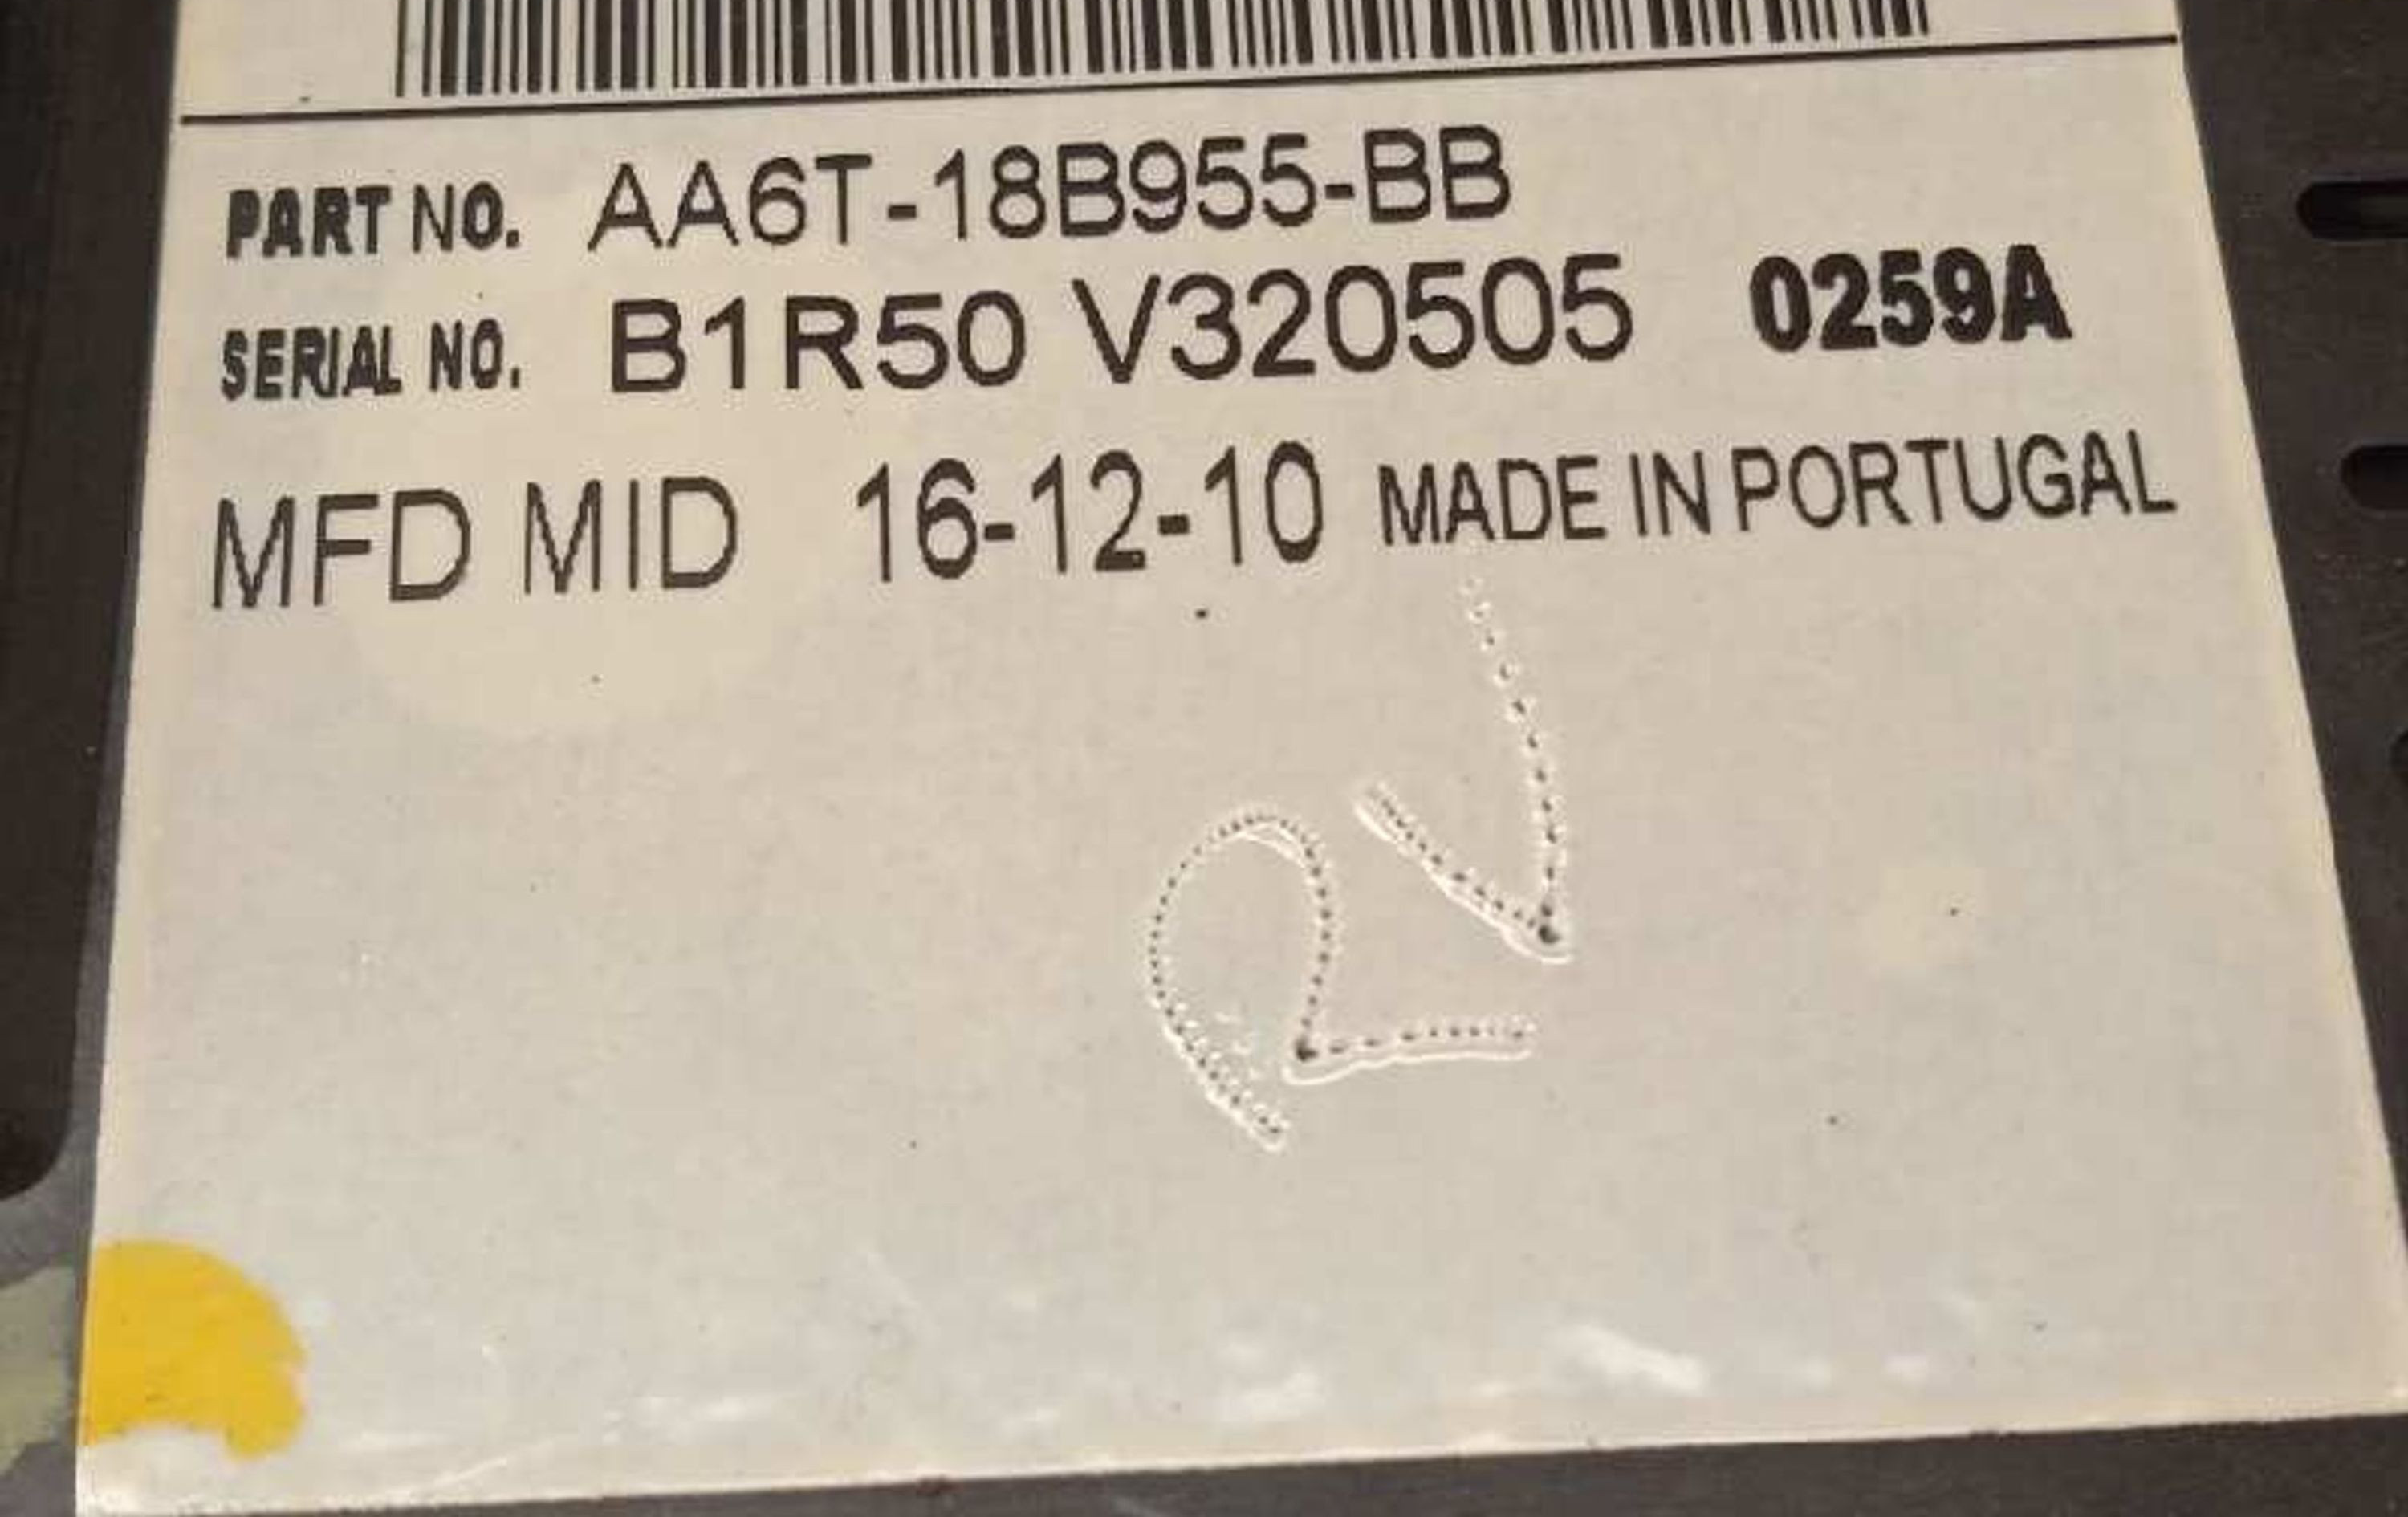 PART NO. AA6T-18B955-BB
SERIAL NO. B1R50 V320505 0259A
MFD MID 16-12-10 MADE IN PORTUGAL